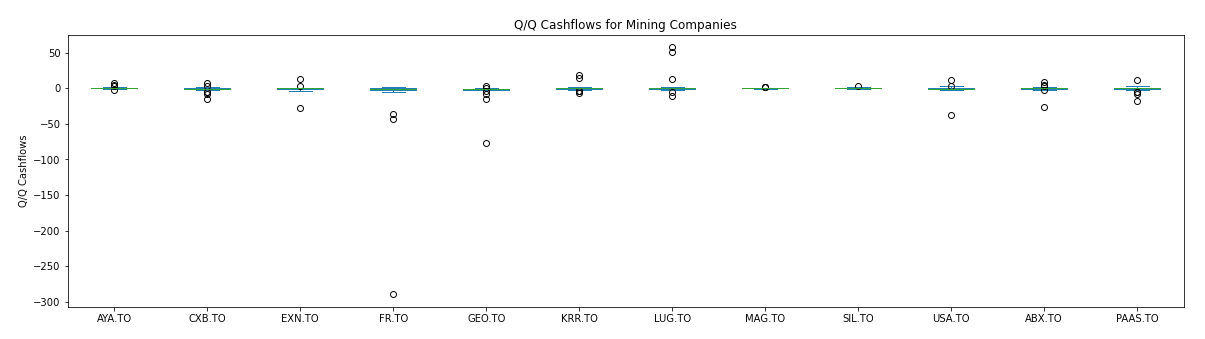 Q/Q Cashflows for Mining Companies
Q/Q Cashflows
50
0
−50
−100
−150
−200
−250
−300
AYA.TO CXB.TO EXN.TO FR.TO GEO.TO KRR.TO LUG.TO MAG.TO SIL.TO USA.TO ABX.TO PAAS.TO